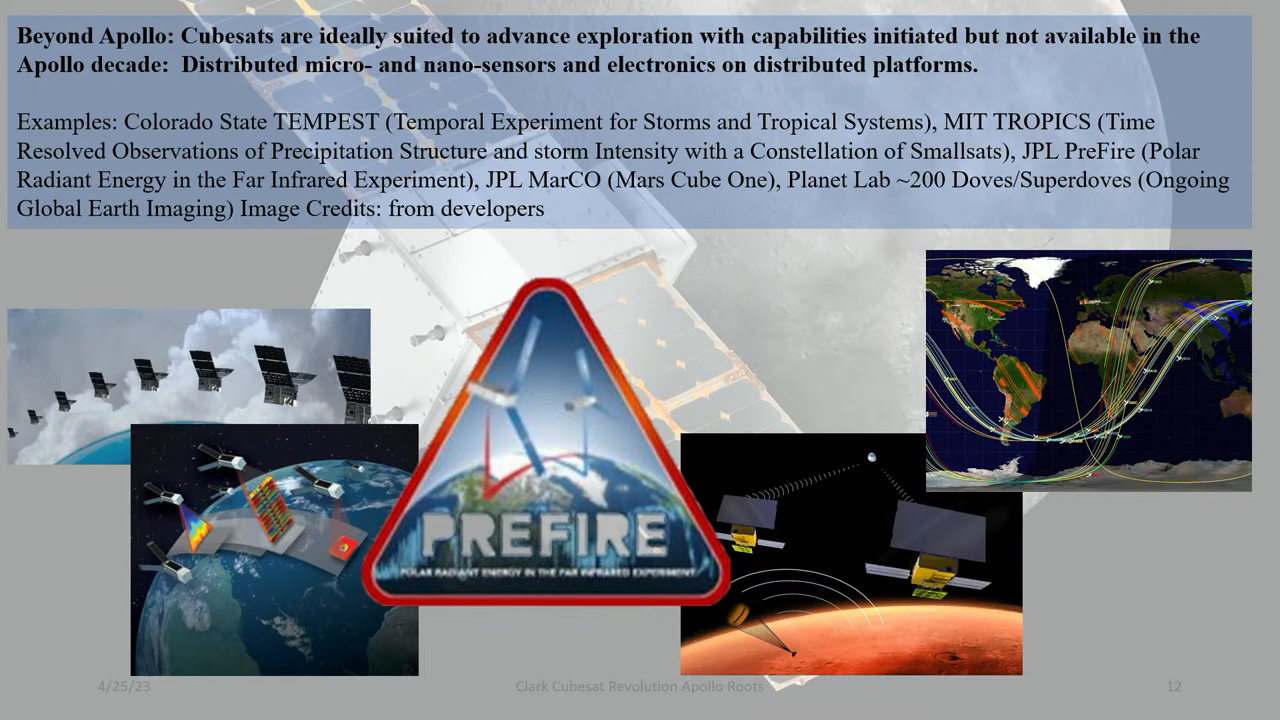 Beyond Apollo: Cubesats are ideally suited to advance exploration with capabilities initiated but not available in the
Apollo decade:  Distributed micro- and nano-sensors and electronics on distributed platforms.
Examples: Colorado State TEMPEST (Temporal Experiment for Storms and Tropical Systems), MIT TROPICS (Time
Resolved Observations of Precipitation Structure and storm Intensity with a Constellation of Smallsats), JPL PreFire (Polar
Radiant Energy in the Far Infrared Experiment), JPL MarCO (Mars Cube One), Planet Lab ~200 Doves/Superdoves (Ongoing
Global Earth Imaging) Image Credits: from developers
PREFIRE
POLAR RADIANT ENERGY IN THE FAR INFRARED EXPERIMENT
4/25/23
Clark Cubesat Revolution Apollo Roots
12